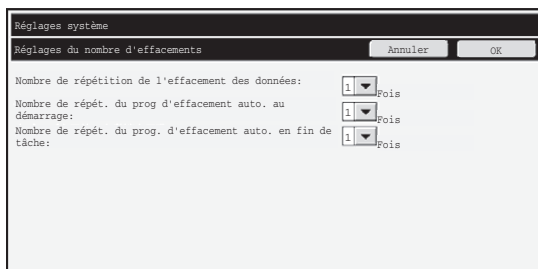 Réglages système
Réglages du nombre d'effacements
Annuler
OK
Nombre de répétition de l'effacement des données:
1
Fois
Nombre de répét. du prog d'effacement auto. au
démarrage:
1
Fois
Nombre de répét. du prog. d'effacement auto. en fin de
tâche:
1
Fois